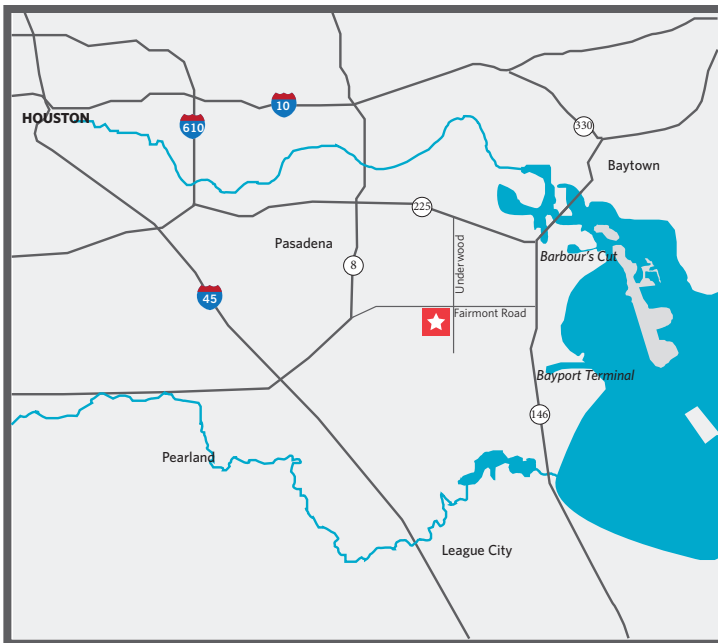 10
HOUSTON
610
330
Baytown
225
Pasadena
Underwood
Barbour's Cut
8
45
Fairmont Road
Bayport Terminal
146
Pearland
League City